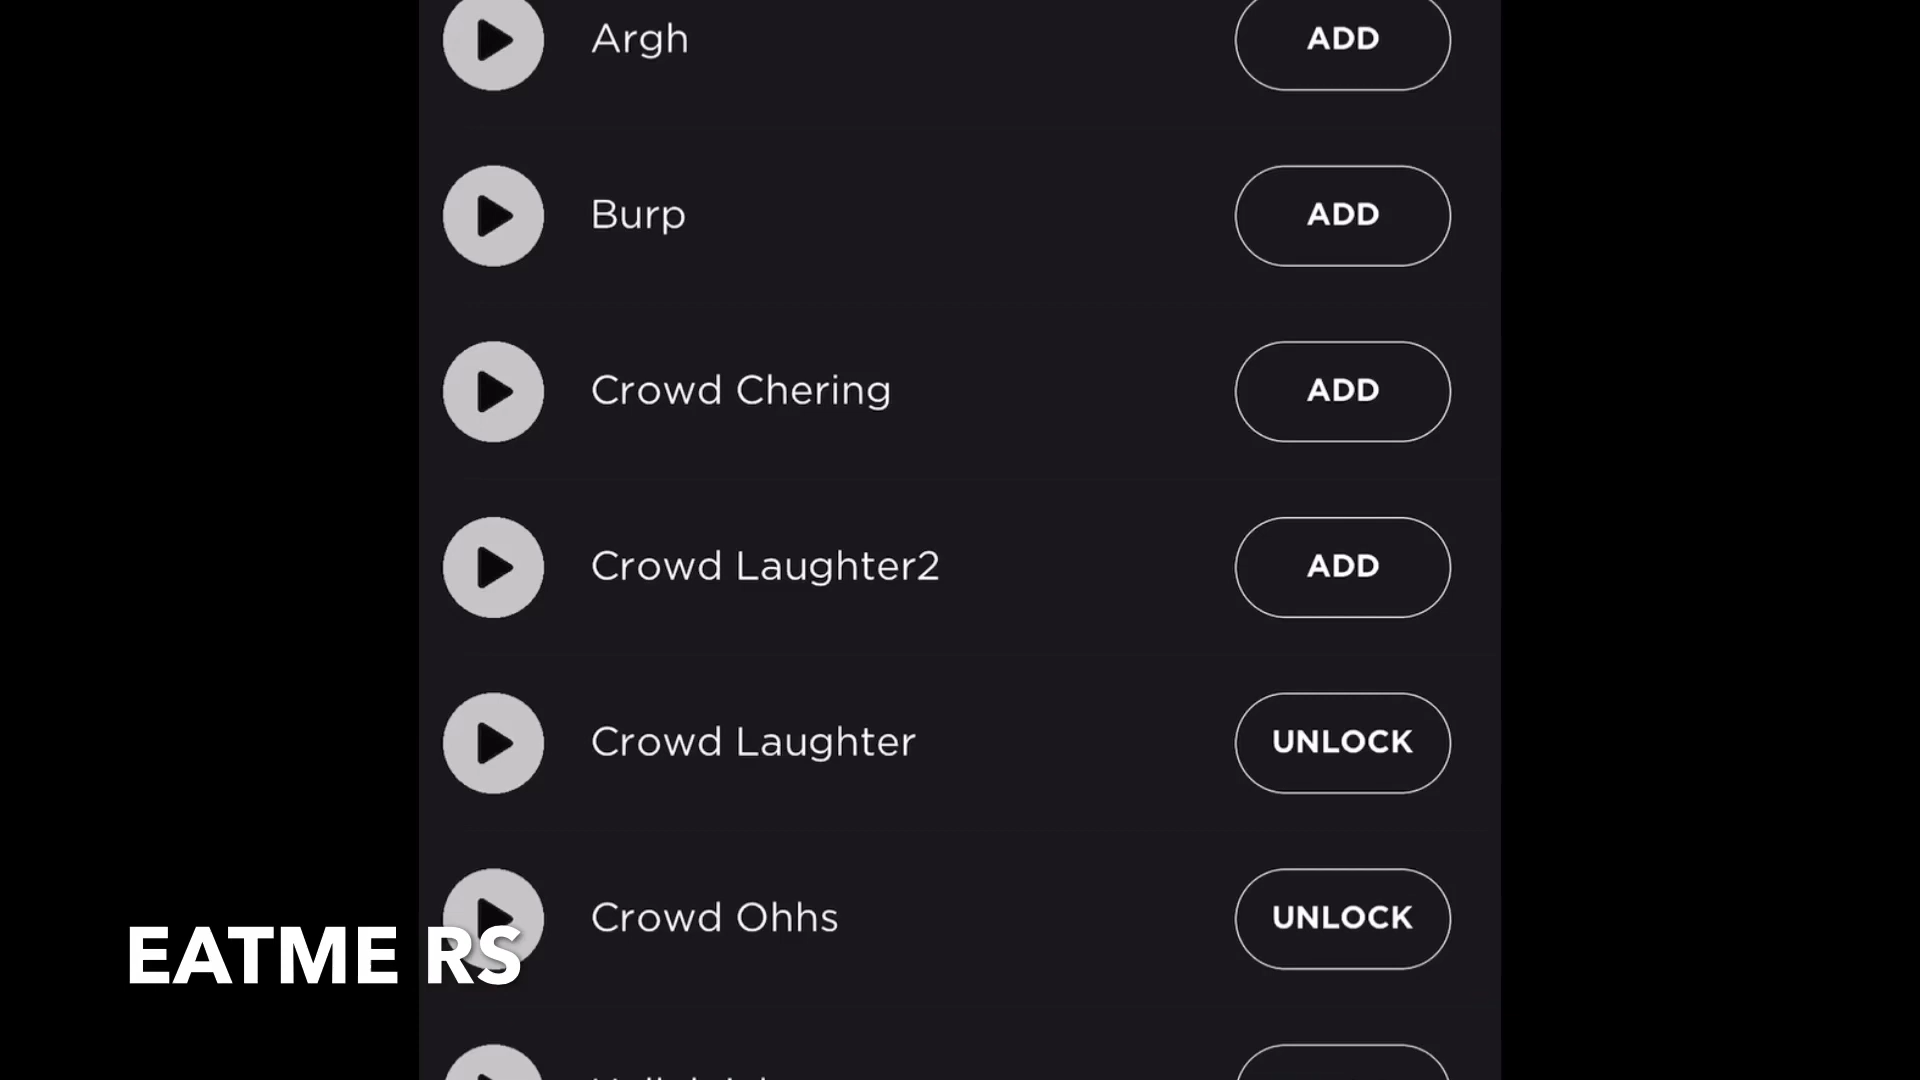 Argh ADD
Burp ADD
Crowd Chering ADD
Crowd Laughter2 ADD
Crowd Laughter UNLOCK
Crowd Ohhs UNLOCK
EATME RS